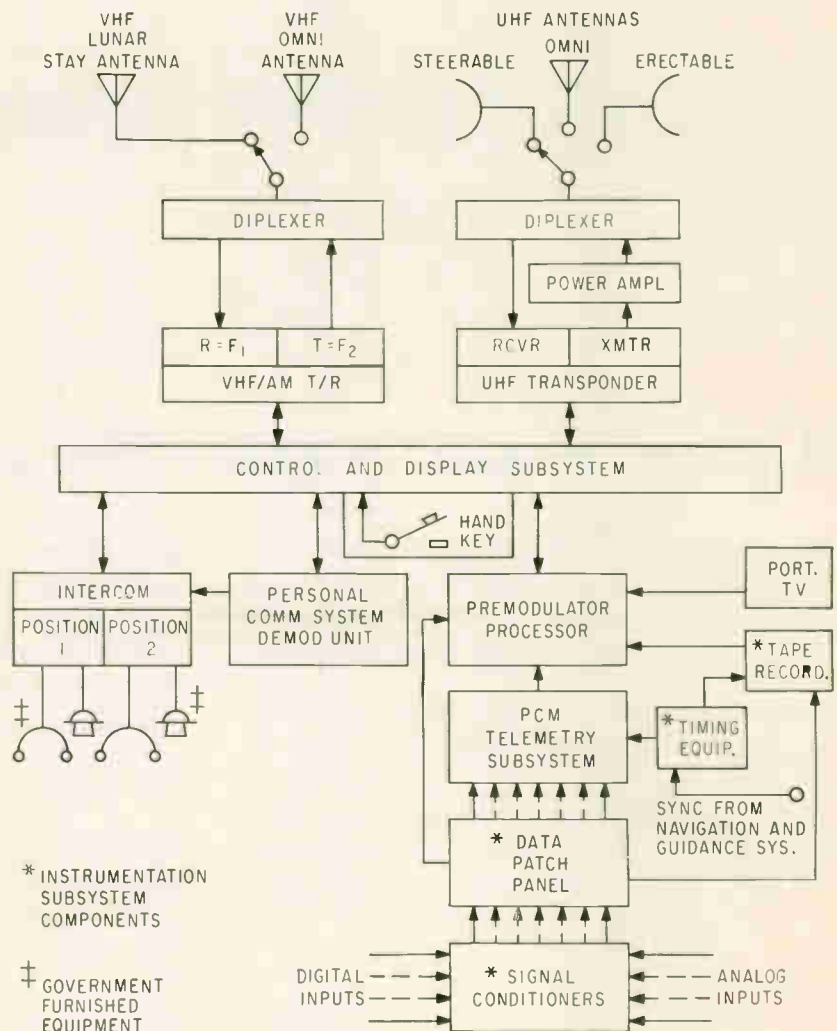 VHF
LUNAR
STAY ANTENNA
VHF
OMNI
ANTENNA
UHF ANTENNAS
OMNI
STEERABLE
ERECTABLE
DIPLEXER
DIPLEXER
POWER AMPL
R=F1
T=F2
VHF/AM T/R
RCVR
XMTR
UHF TRANSPONDER
CONTROL AND DISPLAY SUBSYSTEM
HAND
KEY
INTERCOM
POSITION
1
POSITION
2
PERSONAL
COMM SYSTEM
DEMOD UNIT
PREMODULATOR
PROCESSOR
PORT.
TV
* TAPE
RECORD.
PCM
TELEMETRY
SUBSYSTEM
* TIMING
EQUIP.
‡
‡
SYNC FROM
NAVIGATION AND
GUIDANCE SYS.
* DATA
PATCH
PANEL
* INSTRUMENTATION
SUBSYSTEM
COMPONENTS
‡ GOVERNMENT
FURNISHED
EQUIPMENT
DIGITAL
INPUTS
* SIGNAL
CONDITIONERS
ANALOG
INPUTS